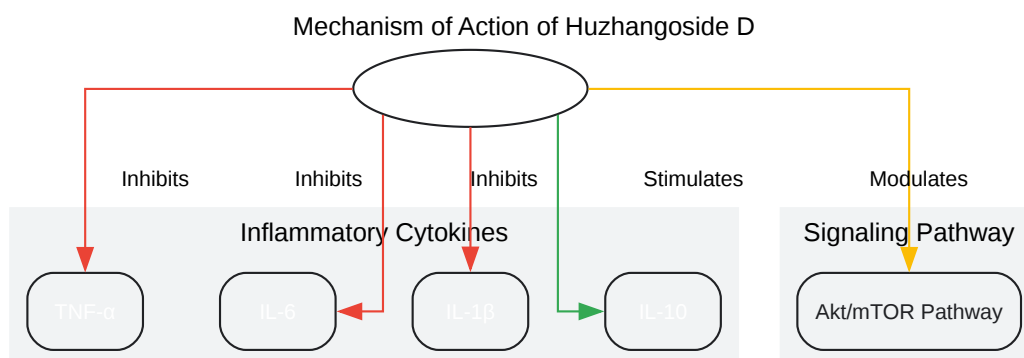 Mechanism of Action of Huzhangoside D
Inhibits
Inhibits
Inhibits
Stimulates
Modulates
Inflammatory Cytokines
Signaling Pathway
TNF-α
IL-6
IL-1β
IL-10
Akt/mTOR Pathway